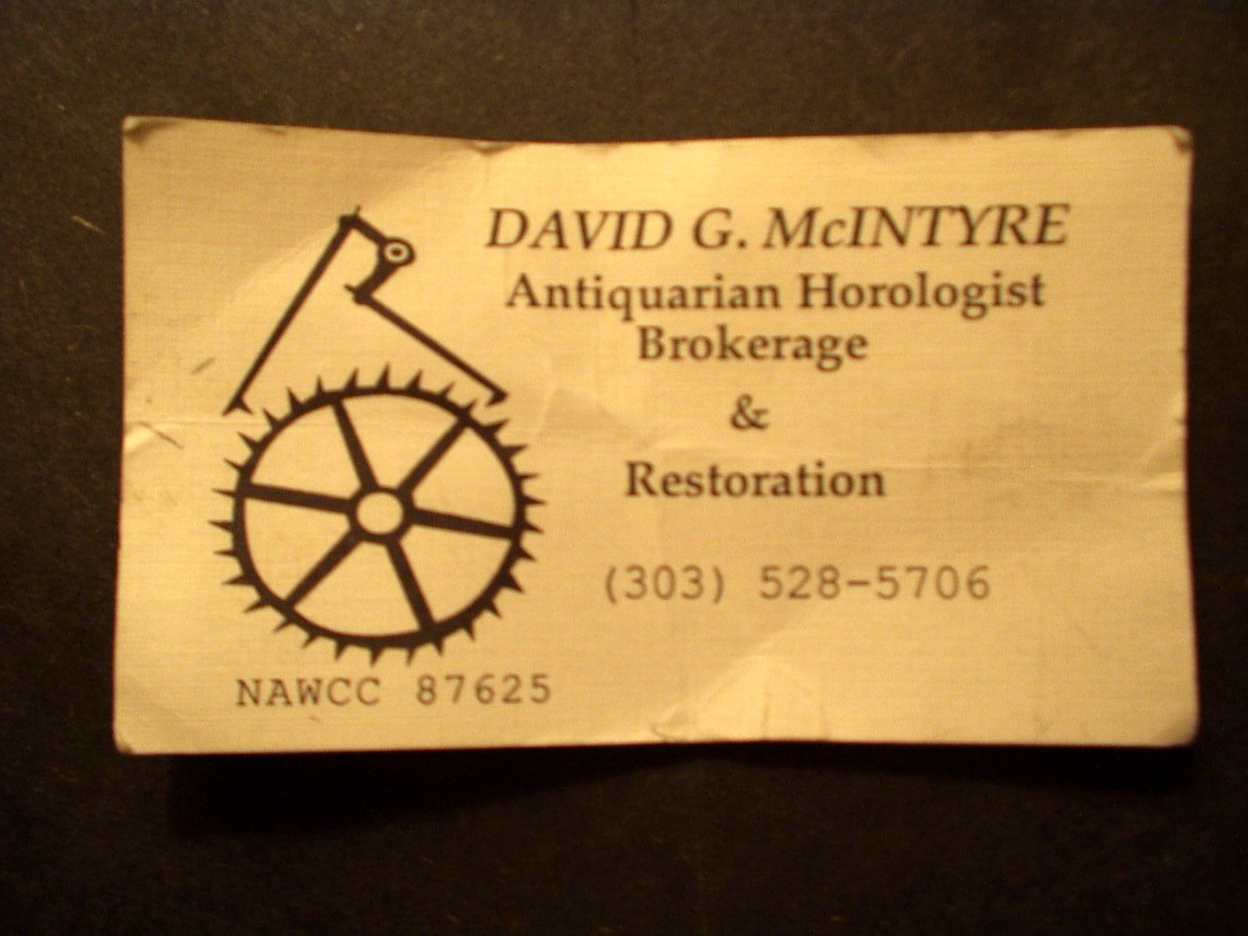 DAVID G. McINTYRE
Antiquarian Horologist
Brokerage
&
Restoration
(303) 528-5706
NAWCC 87625